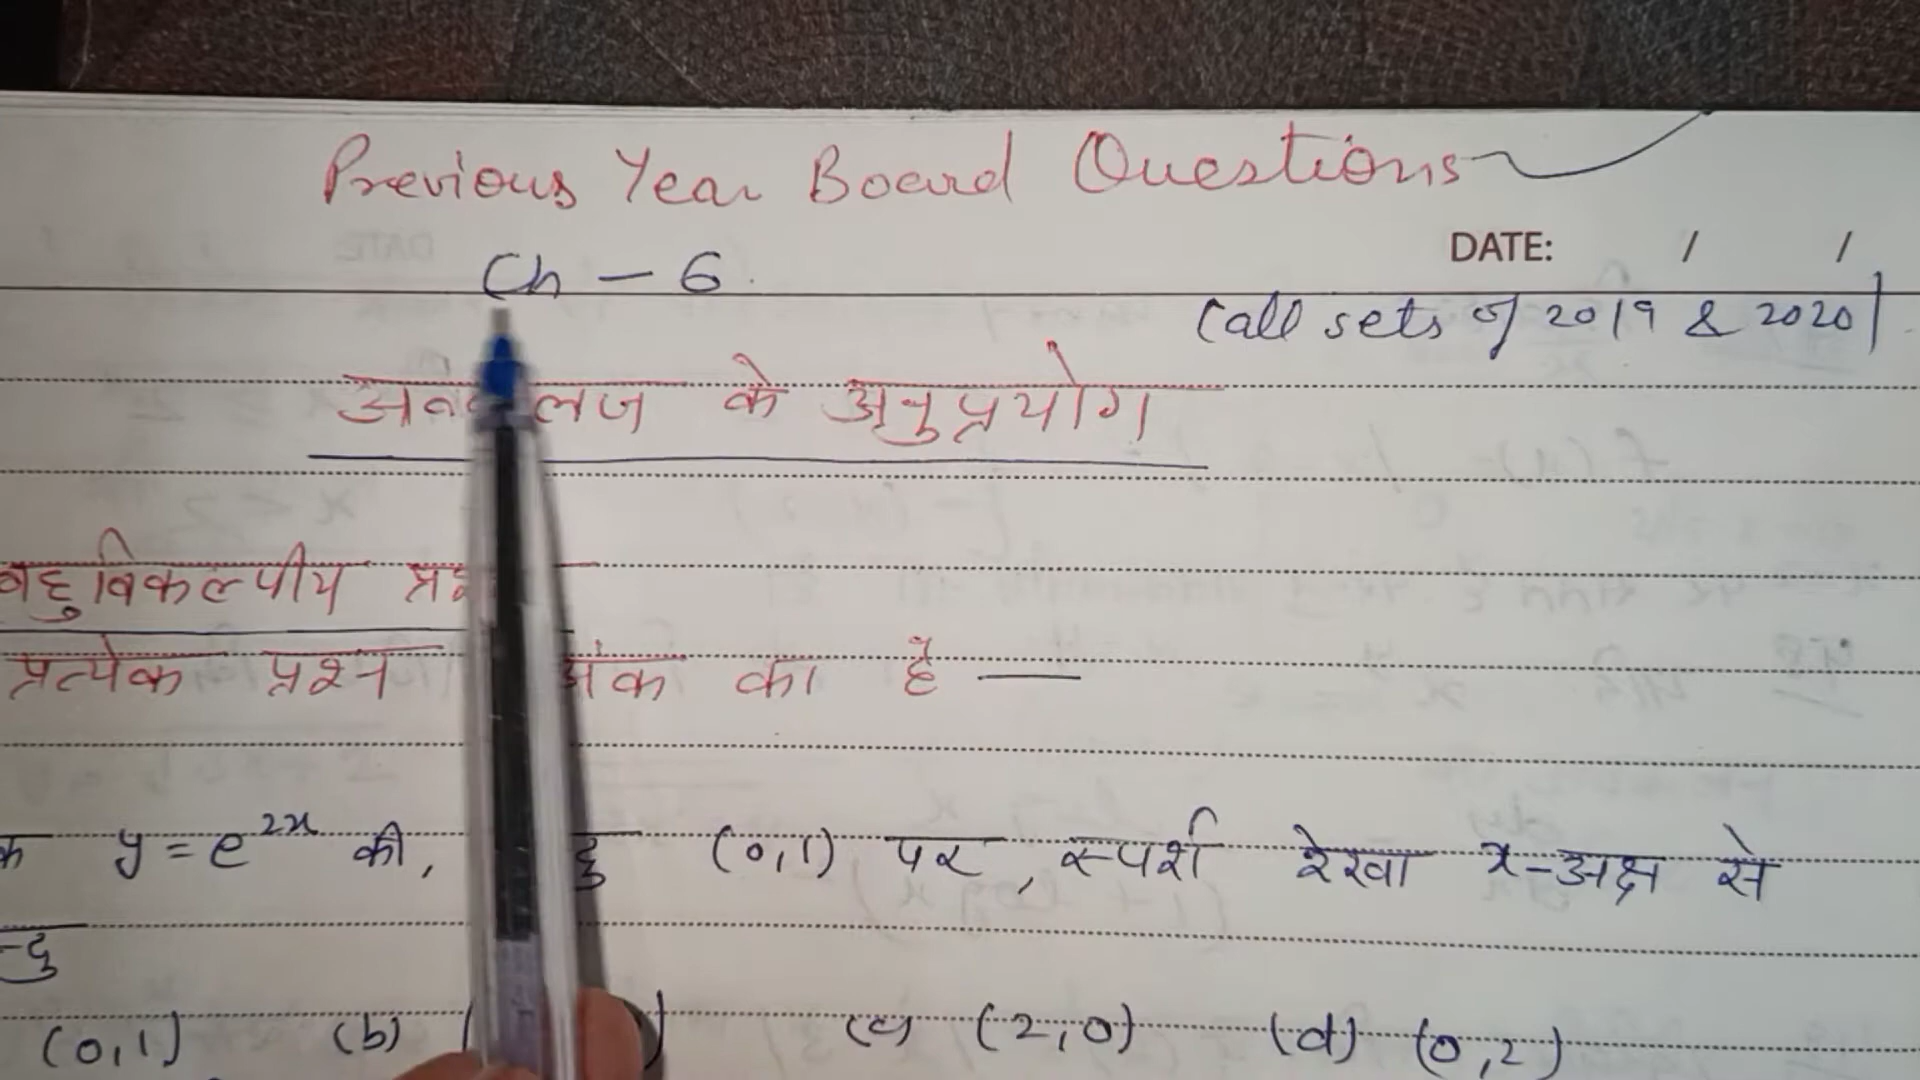 Previous Year Board Questions
Ch - 6.
DATE: / /
(all sets of 2019 & 2020)
के अनुप्रयोग
बहुविकल्पीय
प्रत्येक प्रश्न अंक का है —
y = e^2x की, (0,1) पर, स्पर्श रेखा x-अक्ष से
(0,1) (b) (c) (2,0) (d) (0,2)